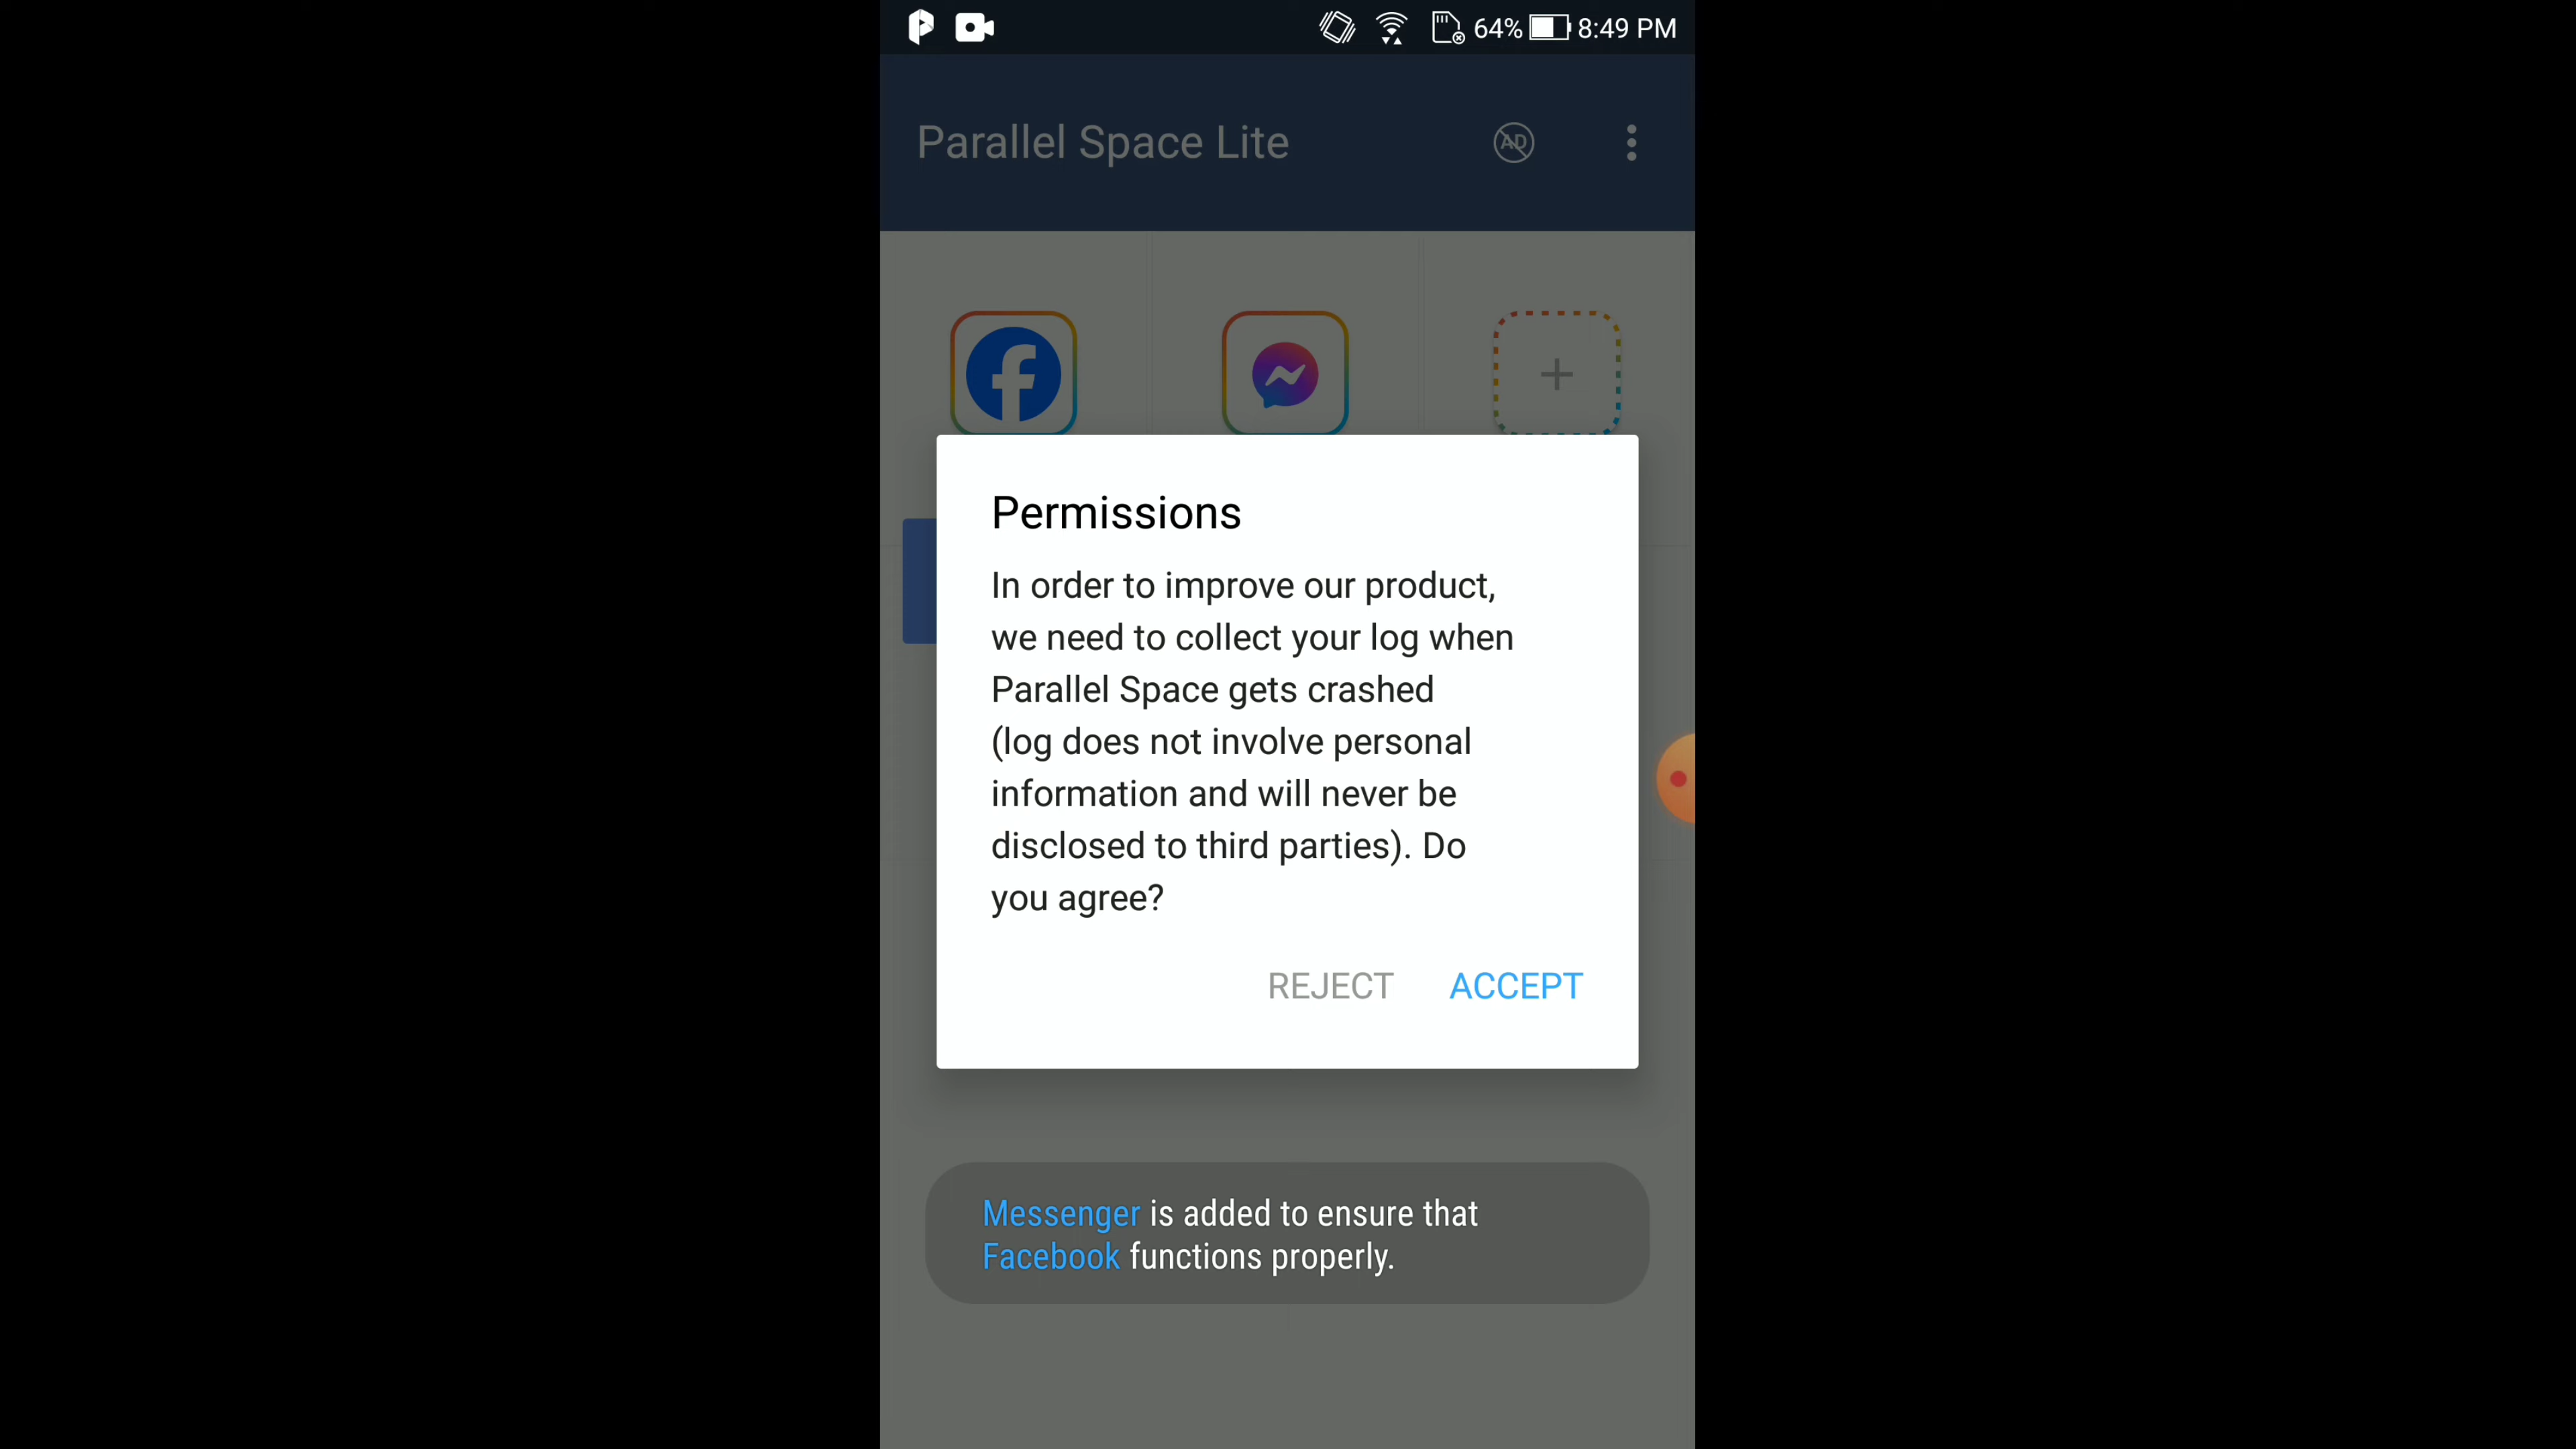 64% 8:49 PM
Parallel Space Lite
AD
Permissions
In order to improve our product,
we need to collect your log when
Parallel Space gets crashed
(log does not involve personal
information and will never be
disclosed to third parties). Do
you agree?
REJECT ACCEPT
Messenger is added to ensure that
Facebook functions properly.